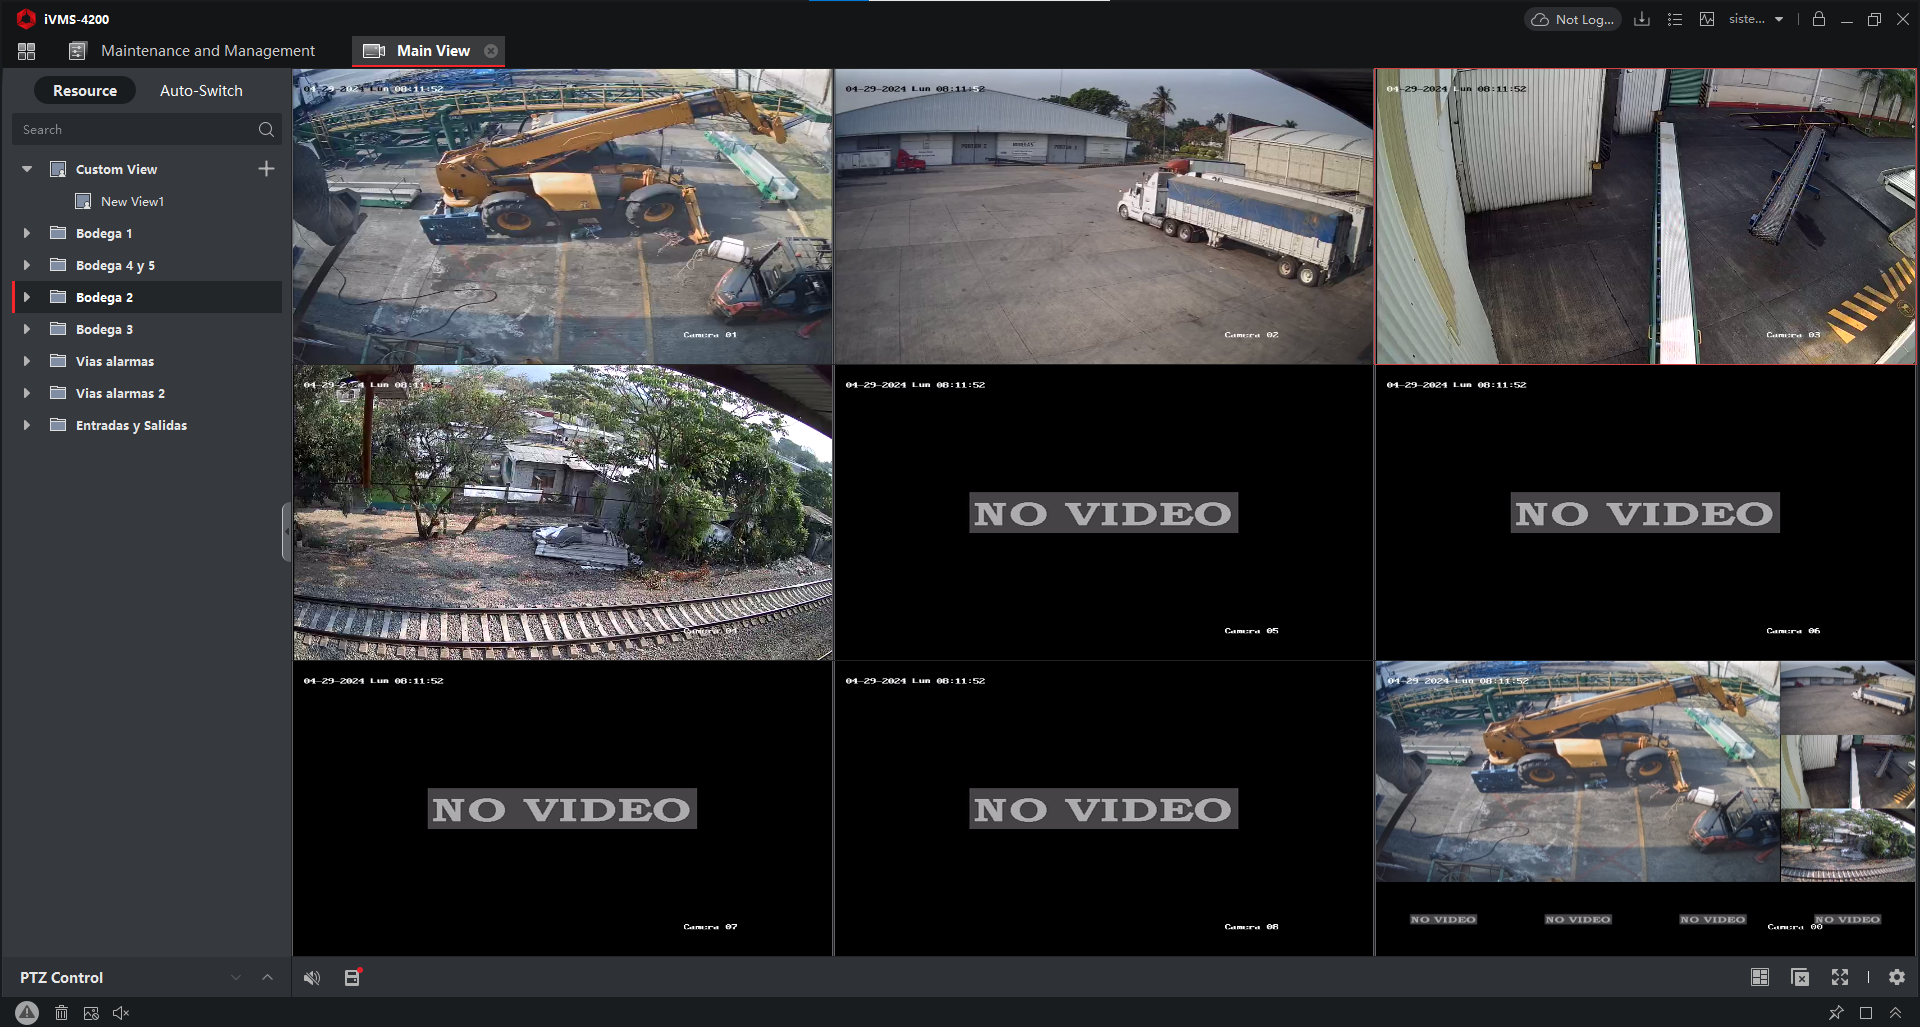 iVMS-4200
Not Log...
siste...
Maintenance and Management
Main View
Resource
Auto-Switch
Search
Custom View
New View1
Bodega 1
Bodega 4 y 5
Bodega 2
Bodega 3
Vias alarmas
Vias alarmas 2
Entradas y Salidas
PTZ Control
04-29-2024 Lun 08:11:52
Camera 01
04-29-2024 Lun 08:11:52
Camera 02
04-29-2024 Lun 08:11:52
Camera 03
04-29-2024 Lun 08:11:52
Camera 04
04-29-2024 Lun 08:11:52
NO VIDEO
Camera 05
04-29-2024 Lun 08:11:52
NO VIDEO
Camera 06
04-29-2024 Lun 08:11:52
NO VIDEO
Camera 07
04-29-2024 Lun 08:11:52
NO VIDEO
Camera 08
04-29-2024 Lun 08:11:52
NO VIDEO
NO VIDEO
NO VIDEO
NO VIDEO
Camera 00